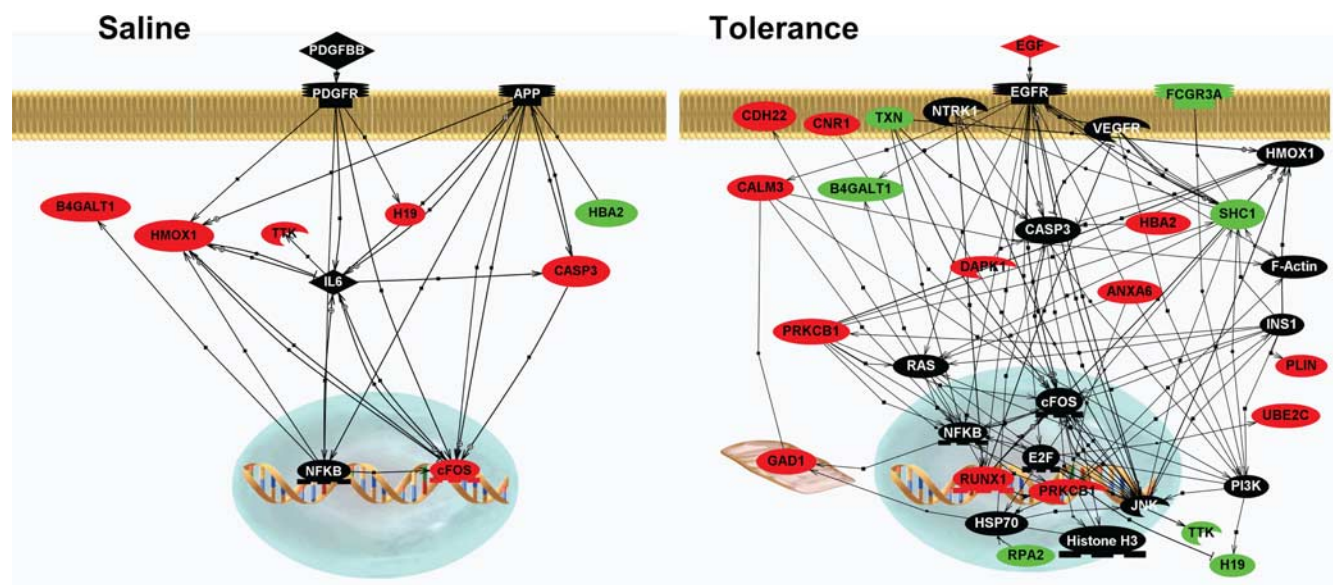 Saline
Tolerance
PDGFBB
PDGFR
APP
B4GALT1
HMOX1
TTK
H19
HBA2
IL6
CASP3
NFKB
cFOS
EGF
EGFR
FCGR3A
CDH22
CNR1
TXN
NTRK1
VEGFR
HMOX1
CALM3
B4GALT1
SHC1
CASP3
HBA2
DAPK1
F-Actin
ANXA6
PRKCB1
INS1
RAS
PLIN
cFOS
UBE2C
NFKB
E2F
GAD1
RUNX1
PRKCB1
PI3K
JNK
HSP70
TTK
Histone H3
RPA2
H19